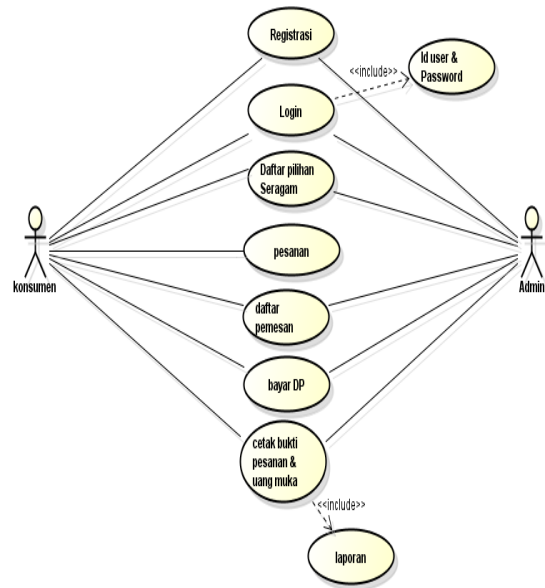 Registrasi
<<include>>
Id user &
Password
Login
Daftar pilihan
Seragam
pesanan
konsumen
Admin
daftar
pemesan
bayar DP
cetak bukti
pesanan &
uang muka
<<include>>
laporan